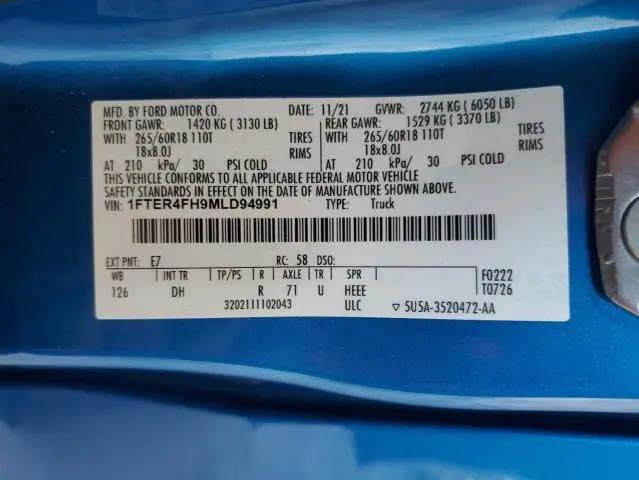 MFD. BY FORD MOTOR CO. DATE: 11/21 GVWR: 2744 KG ( 6050 LB)
FRONT GAWR: 1420 KG ( 3130 LB) REAR GAWR: 1529 KG ( 3370 LB)
WITH 265/60R18 110T TIRES WITH 265/60R18 110T TIRES
18x8.0J RIMS 18x8.0J RIMS
AT 210 kPa/ 30 PSI COLD AT 210 kPa/ 30 PSI COLD
THIS VEHICLE CONFORMS TO ALL APPLICABLE FEDERAL MOTOR VEHICLE
SAFETY STANDARDS IN EFFECT ON THE DATE OF MANUFACTURE SHOWN ABOVE.
VIN: 1FTER4FH9MLD94991 TYPE: Truck
EXT PNT: E7 RC: 58 DSO:
WB INT TR TP/PS R AXLE TR SPR F0222
126 DH R 71 U HEEE T0726
3202111102043 ULC ▽ 5U5A-3520472-AA